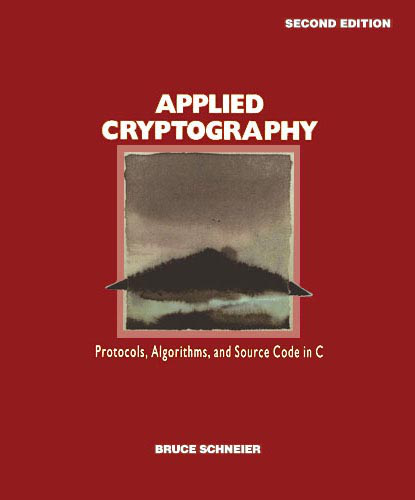 SECOND EDITION
APPLIED
CRYPTOGRAPHY
Protocols, Algorithms, and Source Code in C
BRUCE SCHNEIER